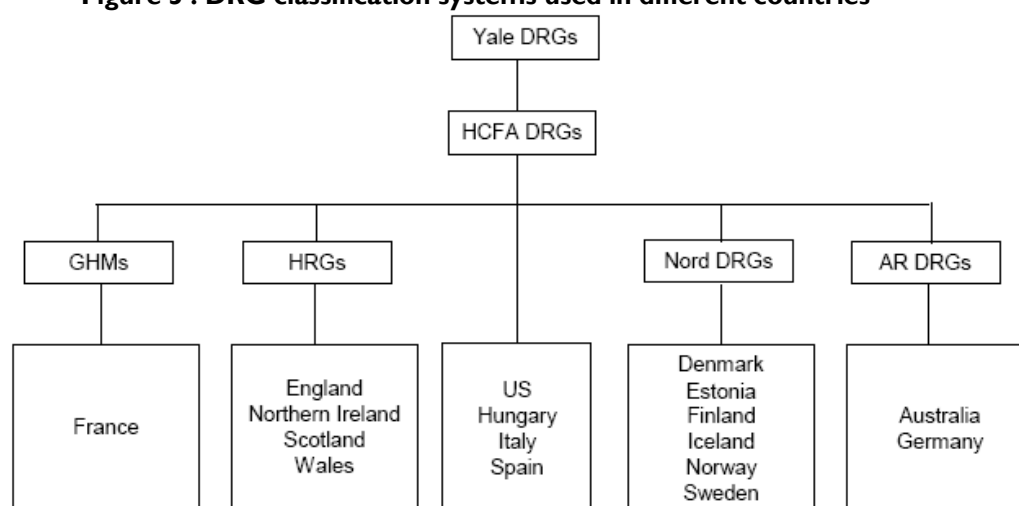 Figure 3 : DRG classification systems used in different countries
Yale DRGs
HCFA DRGs
GHMs
HRGs
Nord DRGs
AR DRGs
France
England
Northern Ireland
Scotland
Wales
US
Hungary
Italy
Spain
Denmark
Estonia
Finland
Iceland
Norway
Sweden
Australia
Germany